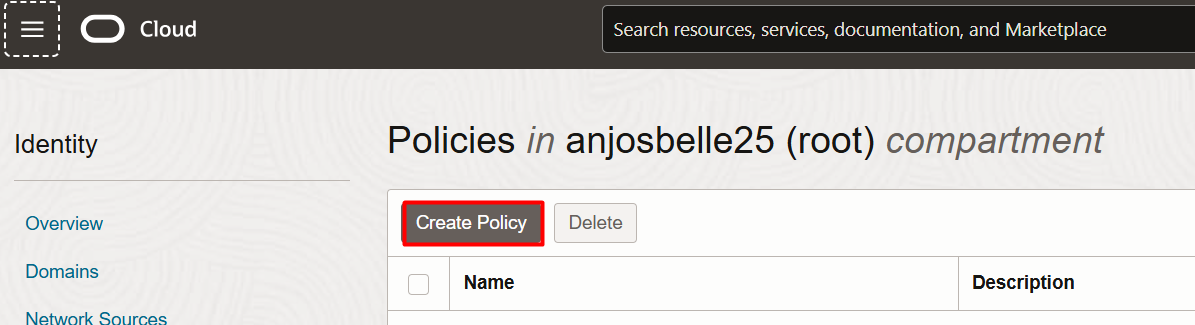 Cloud
Search resources, services, documentation, and Marketplace
Identity
Overview
Domains
Network Sources
Policies in anjosbelle25 (root) compartment
Create Policy
Delete
Name
Description